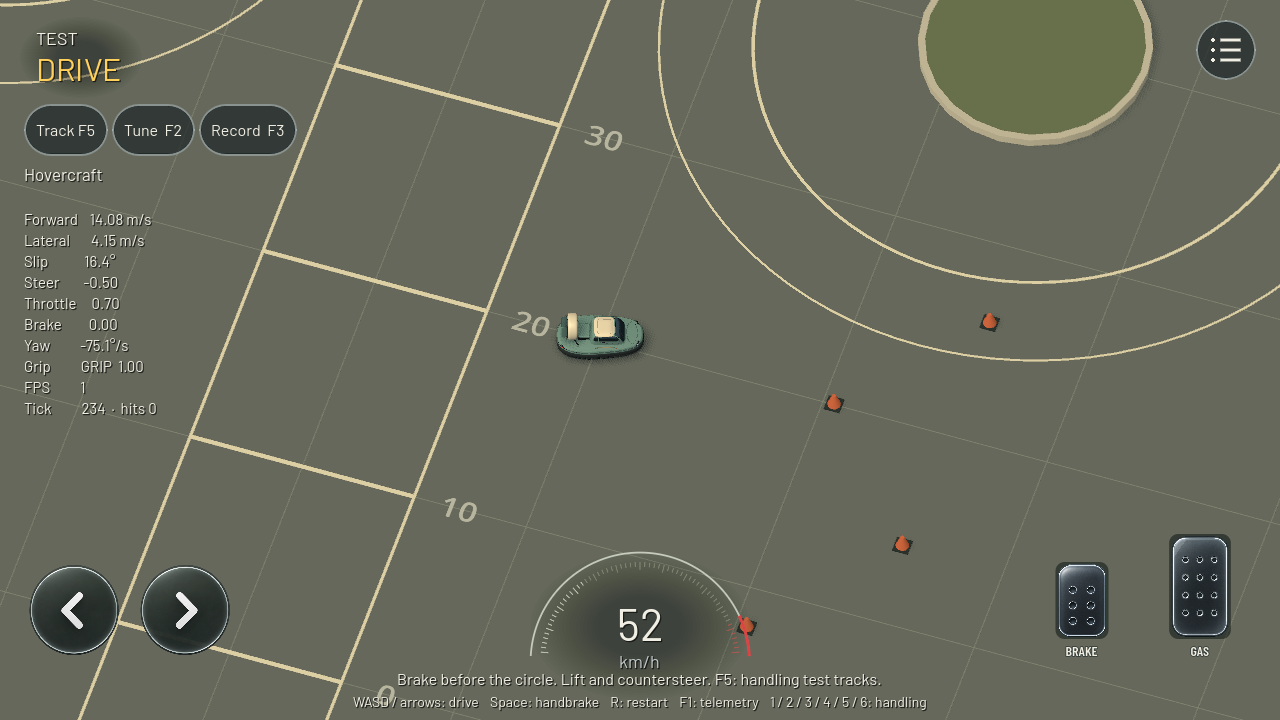 TEST
DRIVE
Track F5 Tune F2 Record F3
Hovercraft
Forward 14.08 m/s
Lateral 4.15 m/s
Slip 16.4°
Steer -0.50
Throttle 0.70
Brake 0.00
Yaw -75.1°/s
Grip GRIP 1.00
FPS 1
Tick 234 · hits 0
30
20
10
0
52
km/h
BRAKE
GAS
Brake before the circle. Lift and countersteer. F5: handling test tracks.
WASD / arrows: drive Space: handbrake R: restart F1: telemetry 1 / 2 / 3 / 4 / 5 / 6: handling